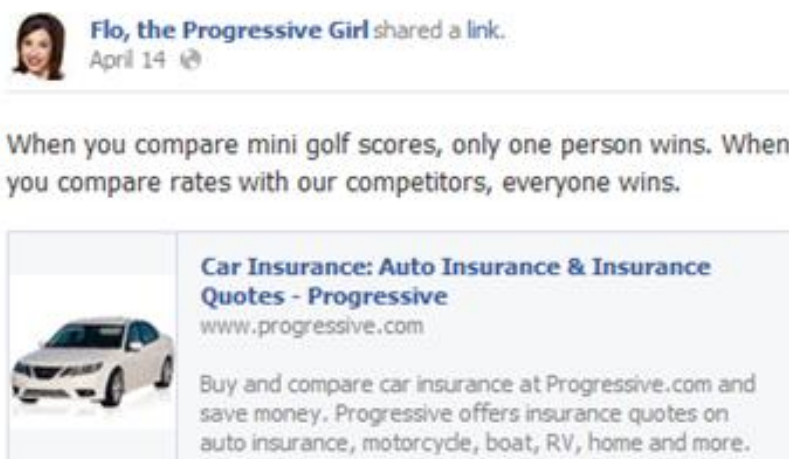 Flo, the Progressive Girl shared a link.
April 14
When you compare mini golf scores, only one person wins. When
you compare rates with our competitors, everyone wins.
Car Insurance: Auto Insurance & Insurance
Quotes - Progressive
www.progressive.com
Buy and compare car insurance at Progressive.com and
save money. Progressive offers insurance quotes on
auto insurance, motorcycle, boat, RV, home and more.